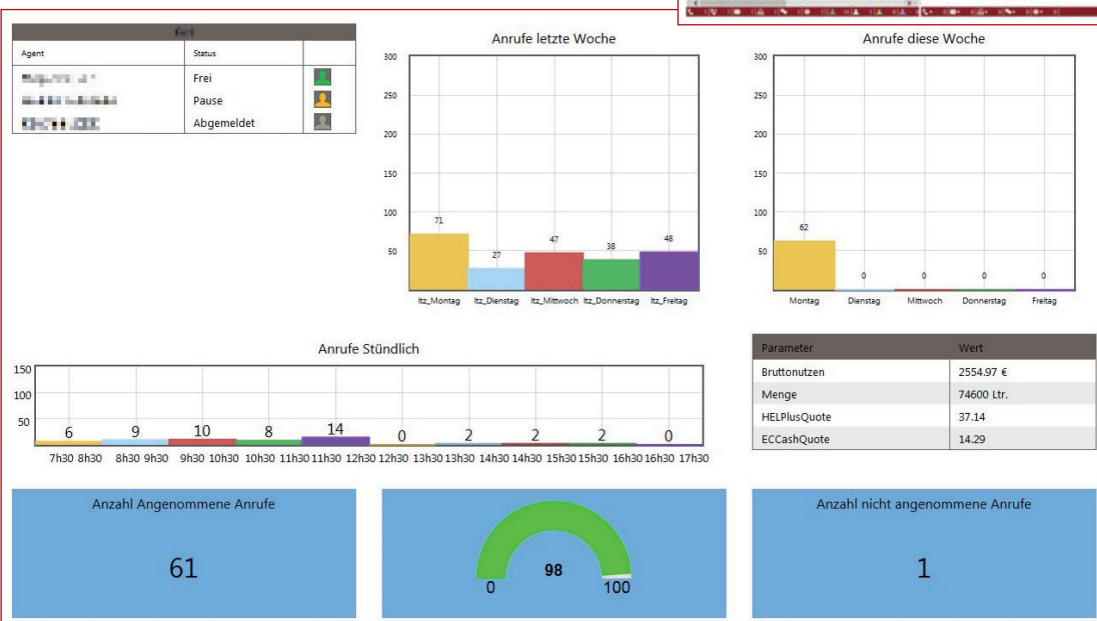 Agent Status
Frei
Pause
Abgemeldet
Anrufe letzte Woche
300
250
200
150
100
50
71 27 47 38 48
ltz_Montag ltz_Dienstag ltz_Mittwoch ltz_Donnerstag ltz_Freitag
Anrufe diese Woche
300
250
200
150
100
50
62 0 0 0 0
Montag Dienstag Mittwoch Donnerstag Freitag
Anrufe Stündlich
150
100
50
6 9 10 8 14 0 2 2 2 0
7h30 8h30 8h30 9h30 9h30 10h30 10h30 11h30 11h30 12h30 12h30 13h30 13h30 14h30 14h30 15h30 15h30 16h30 16h30 17h30
Parameter Wert
Bruttonutzen 2554.97 €
Menge 74600 Ltr.
HELPlusQuote 37.14
ECCashQuote 14.29
Anzahl Angenommene Anrufe
61
98
0 100
Anzahl nicht angenommene Anrufe
1